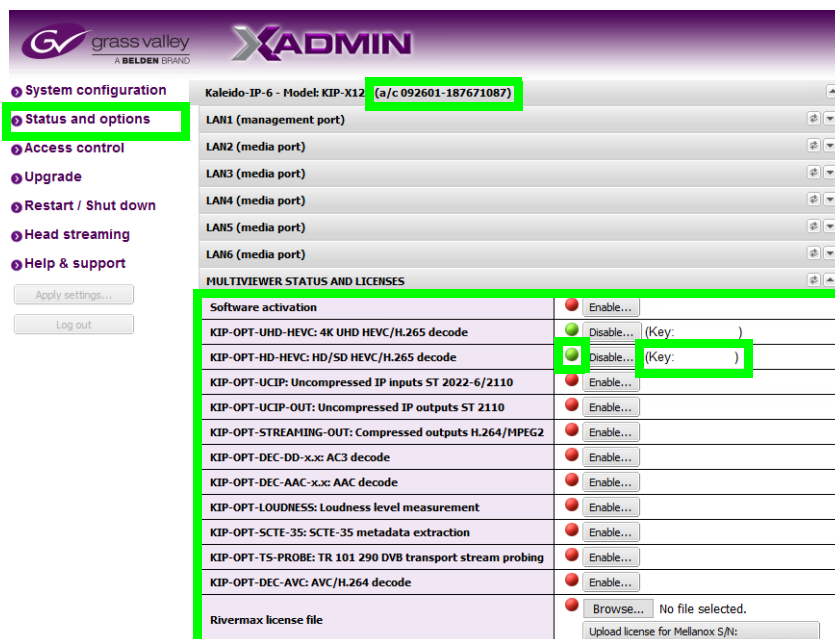 grass valley
A BELDEN BRAND
XADMIN
System configuration
Status and options
Access control
Upgrade
Restart / Shut down
Head streaming
Help & support
Apply settings...
Log out
Kaleido-IP-6 - Model: KIP-X12 (a/c 092601-187671087)
LAN1 (management port)
LAN2 (media port)
LAN3 (media port)
LAN4 (media port)
LAN5 (media port)
LAN6 (media port)
MULTIVIEWER STATUS AND LICENSES
Software activation Enable...
KIP-OPT-UHD-HEVC: 4K UHD HEVC/H.265 decode Disable... (Key: )
KIP-OPT-HD-HEVC: HD/SD HEVC/H.265 decode Disable... (Key: )
KIP-OPT-UCIP: Uncompressed IP inputs ST 2022-6/2110 Enable...
KIP-OPT-UCIP-OUT: Uncompressed IP outputs ST 2110 Enable...
KIP-OPT-STREAMING-OUT: Compressed outputs H.264/MPEG2 Enable...
KIP-OPT-DEC-DD-x.x: AC3 decode Enable...
KIP-OPT-DEC-AAC-x.x: AAC decode Enable...
KIP-OPT-LOUDNESS: Loudness level measurement Enable...
KIP-OPT-SCTE-35: SCTE-35 metadata extraction Enable...
KIP-OPT-TS-PROBE: TR 101 290 DVB transport stream probing Enable...
KIP-OPT-DEC-AVC: AVC/H.264 decode Enable...
Rivermax license file Browse... No file selected.
Upload license for Mellanox S/N: